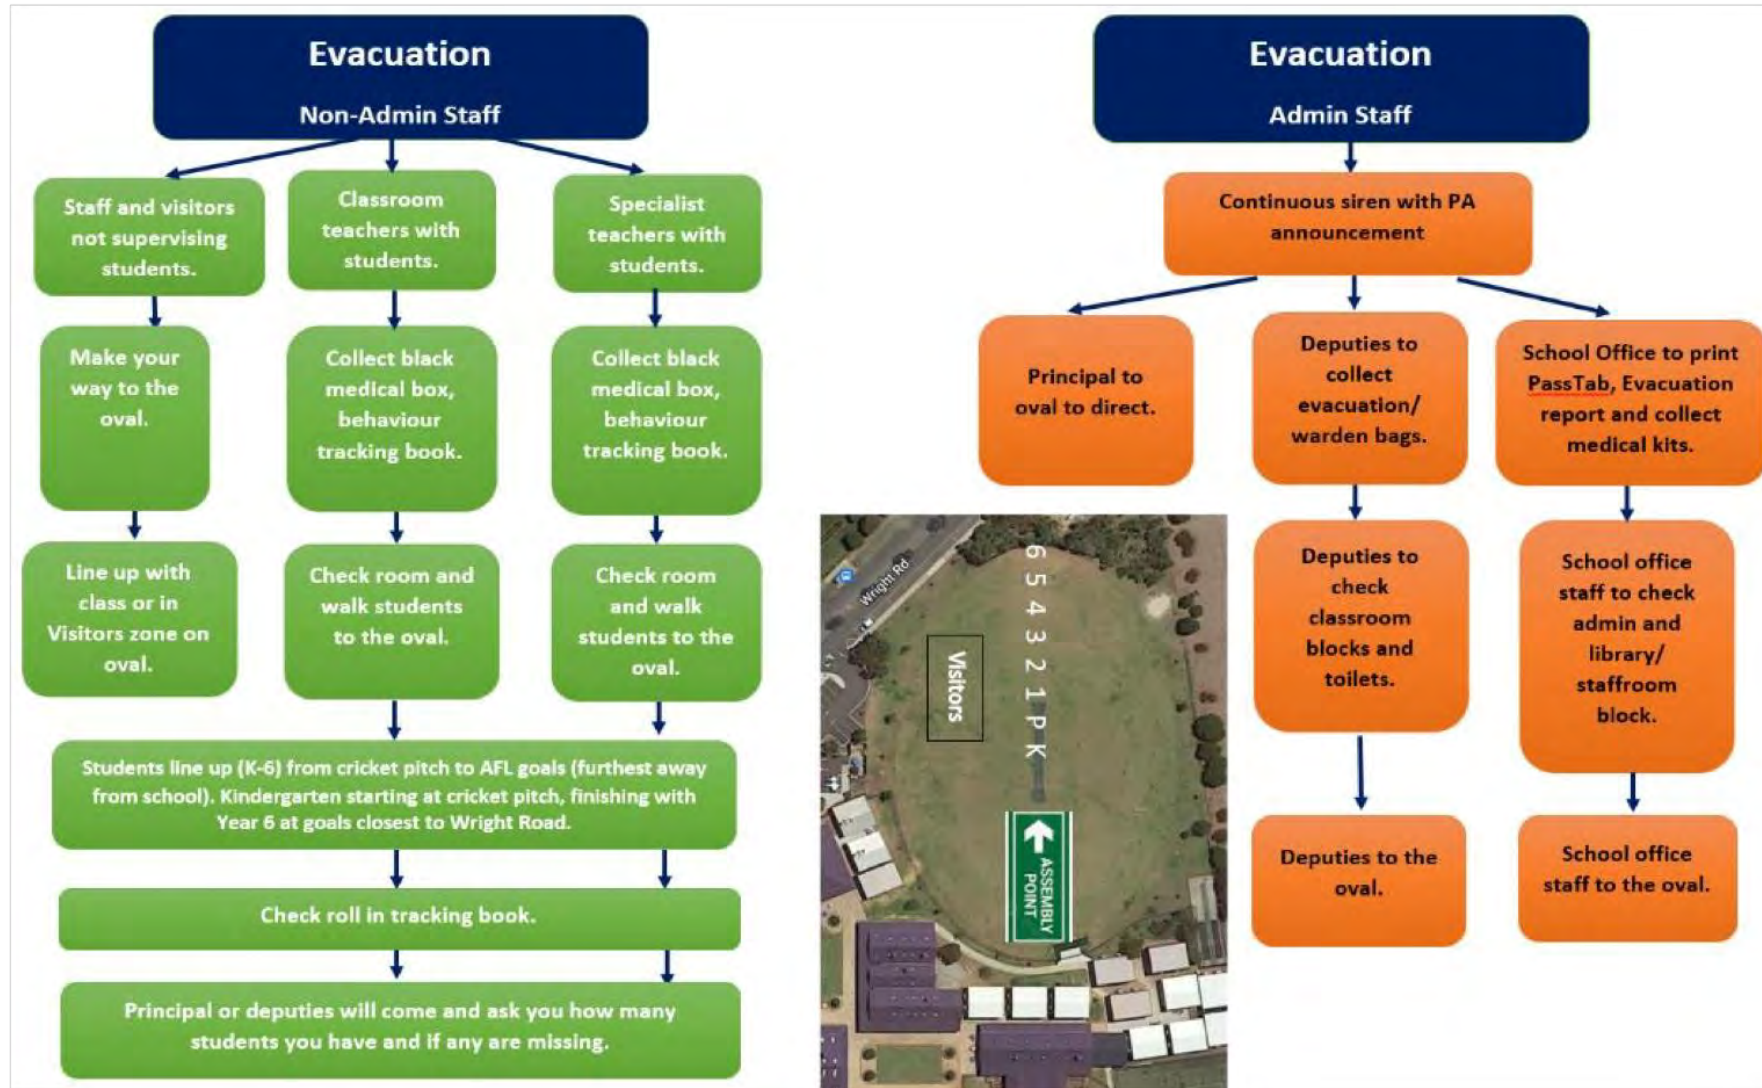 Evacuation
Non-Admin Staff
Staff and visitors
not supervising
students.
Classroom
teachers with
students.
Specialist
teachers with
students.
Make your
way to the
oval.
Collect black
medical box,
behaviour
tracking book.
Collect black
medical box,
behaviour
tracking book.
Line up with
class or in
Visitors zone on
oval.
Check room and
walk students
to the oval.
Check room
and walk
students to the
oval.
Students line up (K-6) from cricket pitch to AFL goals (furthest away
from school). Kindergarten starting at cricket pitch, finishing with
Year 6 at goals closest to Wright Road.
Check roll in tracking book.
Principal or deputies will come and ask you how many
students you have and if any are missing.
Evacuation
Admin Staff
Continuous siren with PA
announcement
Principal to
oval to direct.
Deputies to
collect
evacuation/
warden bags.
School Office to print
PassTab, Evacuation
report and collect
medical kits.
Deputies to
check
classroom
blocks and
toilets.
School office
staff to check
admin and
library/
staffroom
block.
Deputies to the
oval.
School office
staff to the oval.
Wright Rd
6 5 4 3 2 1 P K
Visitors
ASSEMBLY
POINT